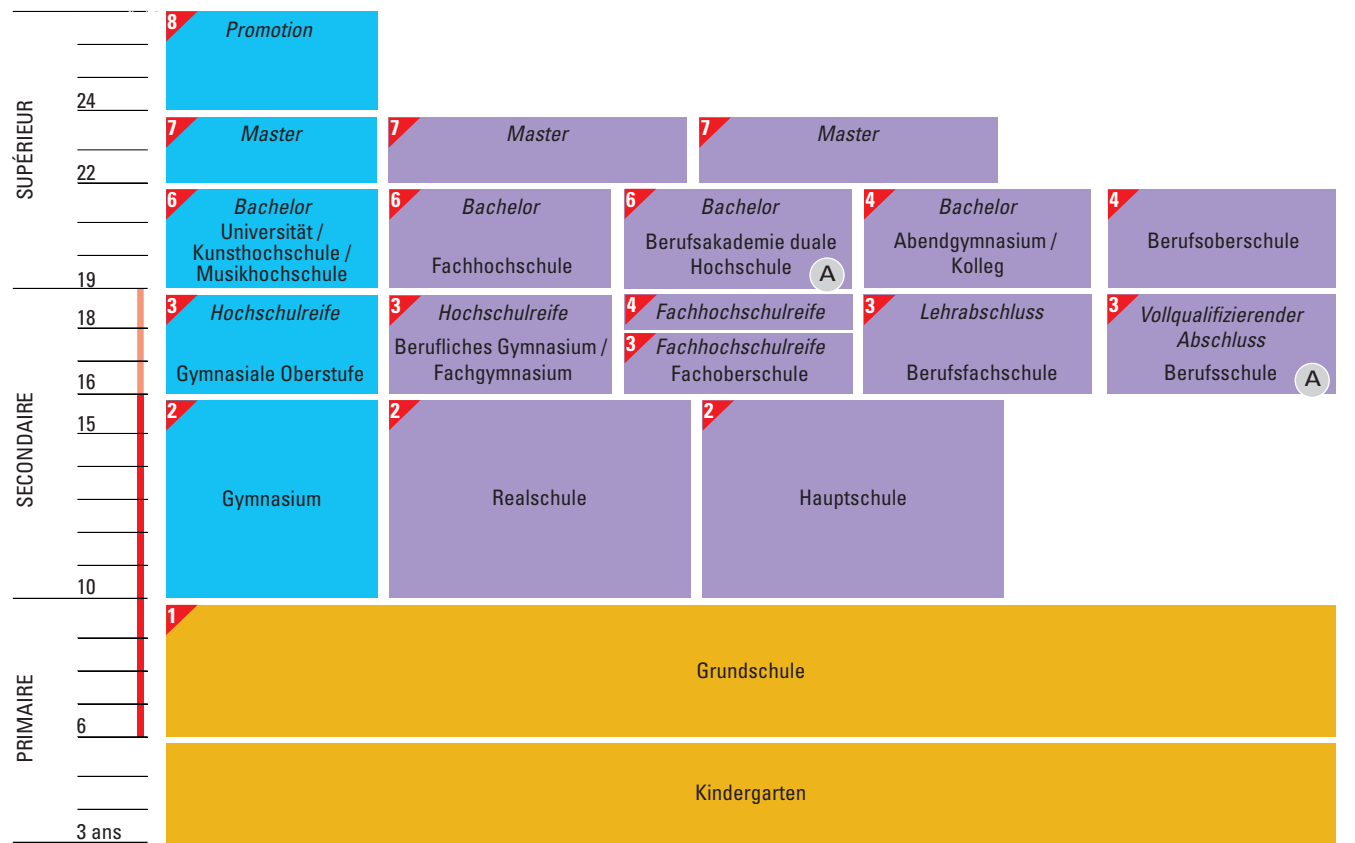 SUPÉRIEUR
24
22
19
8
Promotion
7
Master
7
Master
7
Master
6
Bachelor
Universität /
Kunsthochschule /
Musikhochschule
6
Bachelor
Fachhochschule
6
Bachelor
Berufsakademie duale
Hochschule
A
4
Bachelor
Abendgymnasium /
Kolleg
4
Berufsoberschule
SECONDAIRE
18
16
15
10
3
Hochschulreife
Gymnasiale Oberstufe
3
Hochschulreife
Berufliches Gymnasium /
Fachgymnasium
4
Fachhochschulreife
3
Fachhochschulreife
Fachoberschule
3
Lehrabschluss
Berufsfachschule
3
Vollqualifizierender
Abschluss
Berufsschule
A
2
Gymnasium
2
Realschule
2
Hauptschule
PRIMAIRE
6
3 ans
1
Grundschule
Kindergarten